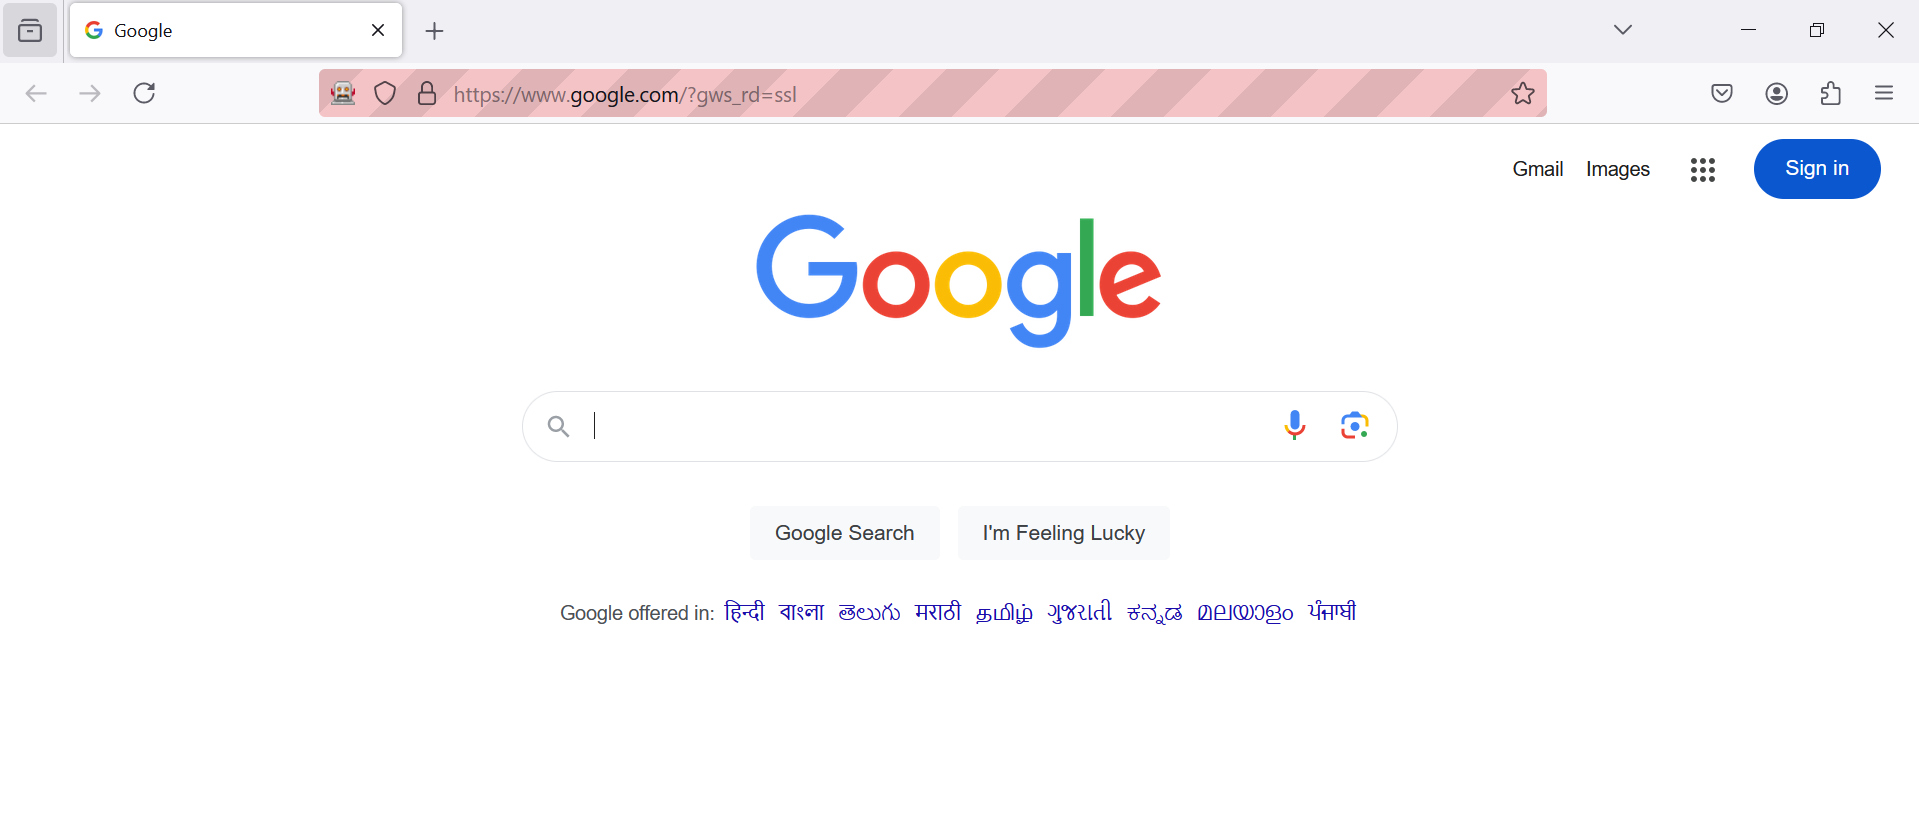 Google
https://www.google.com/?gws_rd=ssl
Gmail Images Sign in
Google
Google Search I'm Feeling Lucky
Google offered in: हिन्दी বাংলা తెలుగు मराठी தமிழ் ગુજરાતી ಕನ್ನಡ മലയാളം ਪੰਜਾਬੀ